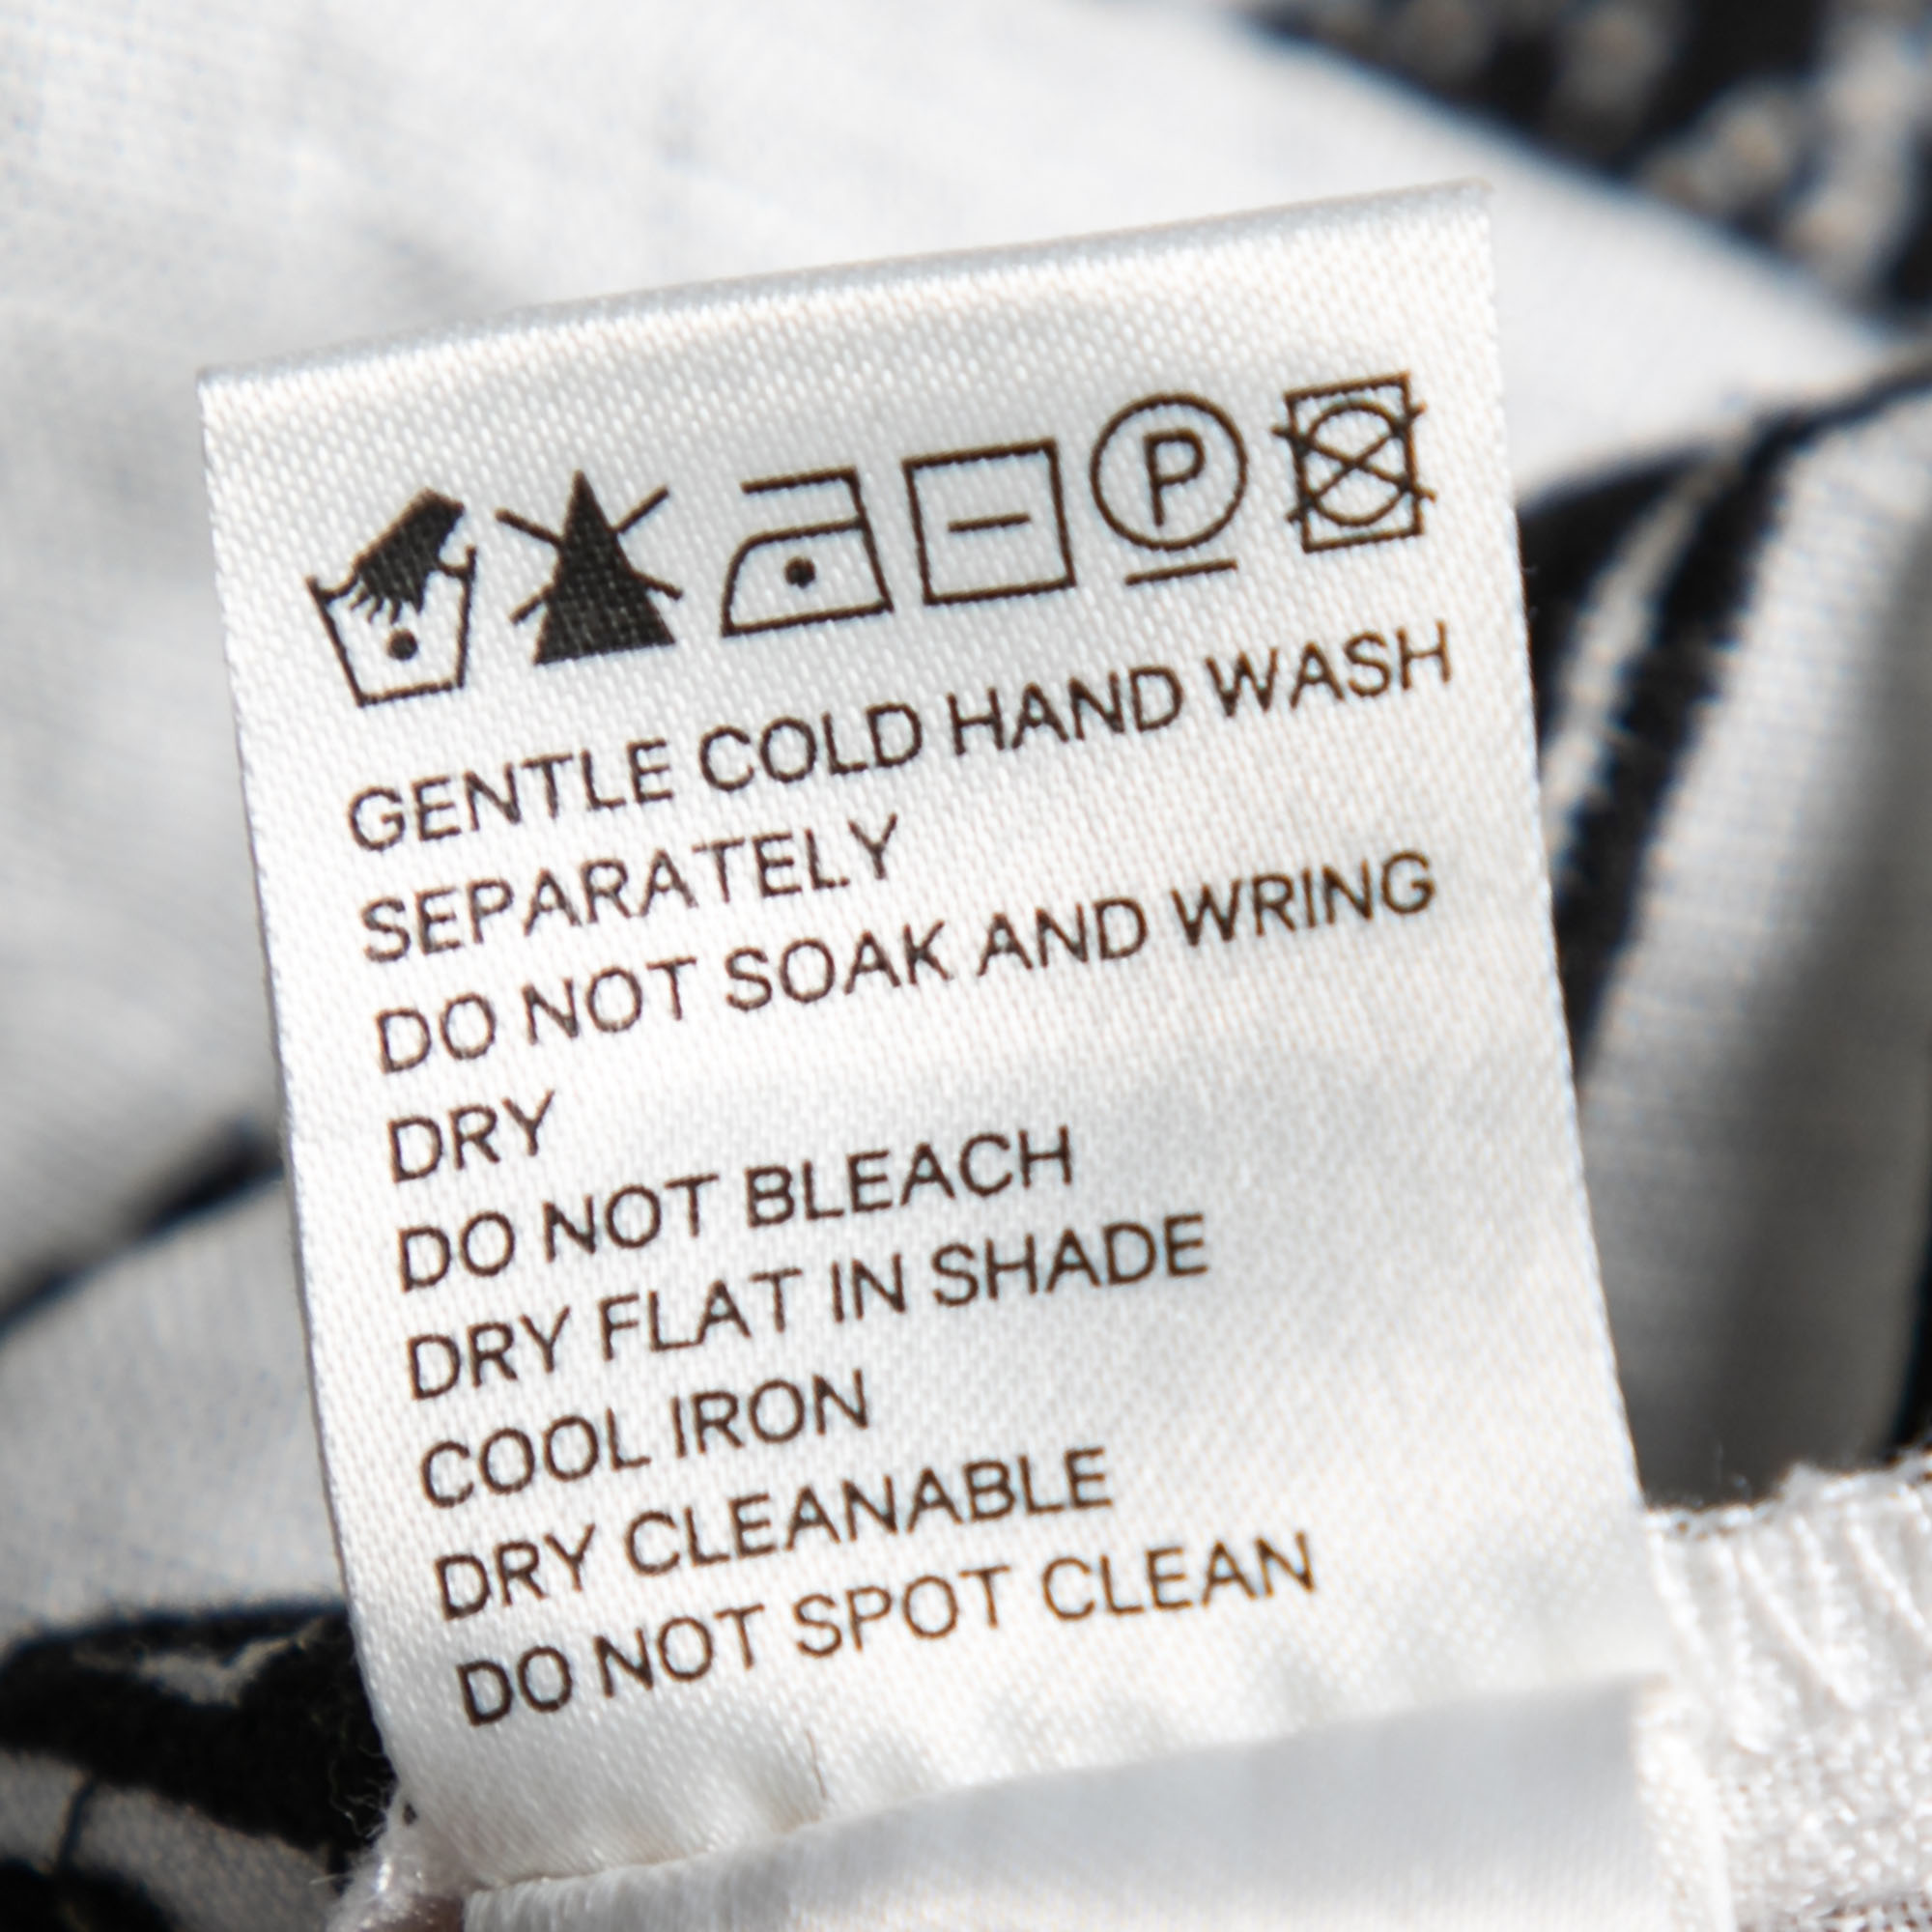 P
GENTLE COLD HAND WASH
SEPARATELY
DO NOT SOAK AND WRING
DRY
DO NOT BLEACH
DRY FLAT IN SHADE
COOL IRON
DRY CLEANABLE
DO NOT SPOT CLEAN